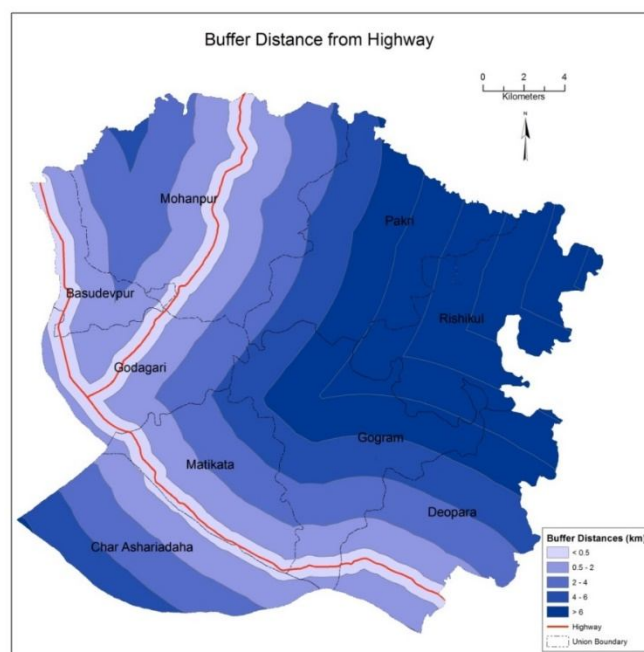 Buffer Distance from Highway
0 2 4
Kilometers
N
Mohanpur
Pakri
Basudevpur
Rishikul
Godagari
Gogram
Matikata
Deopara
Char Ashariadaha
Buffer Distances (km)
< 0.5
0.5 - 2
2 - 4
4 - 6
> 6
Highway
Union Boundary